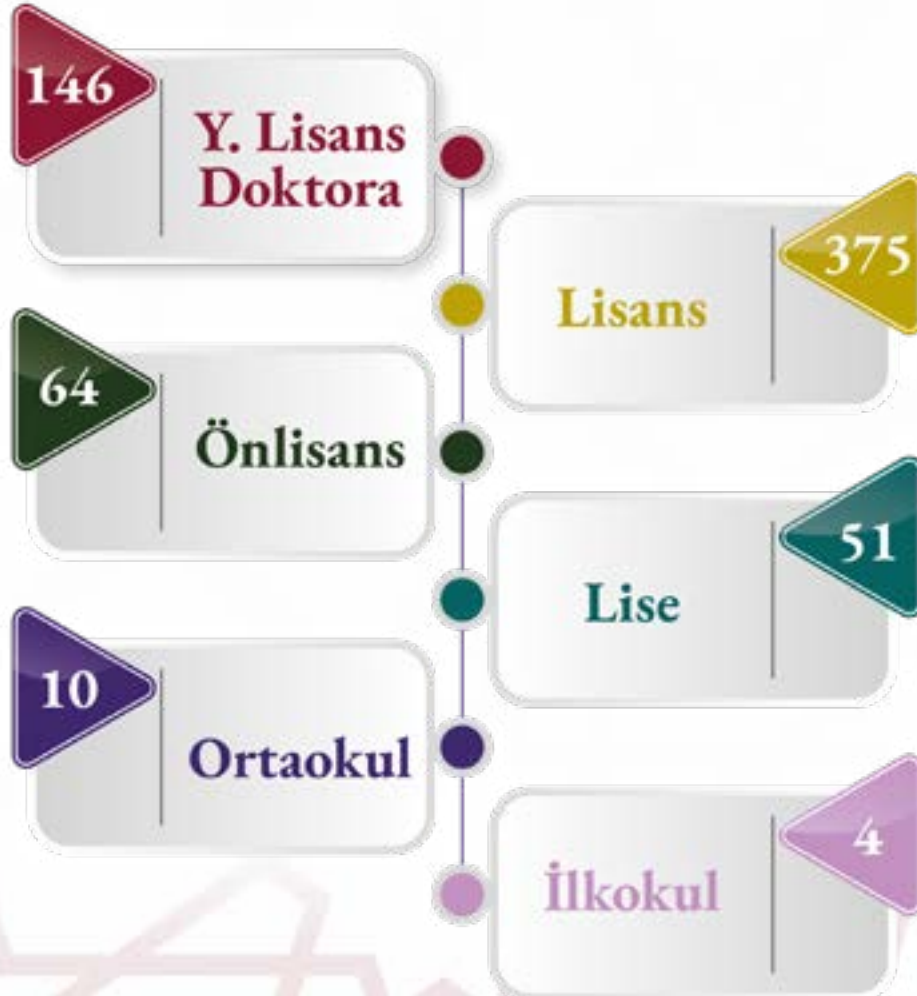 146
Y. Lisans
Doktora
375
Lisans
64
Önlisans
51
Lise
10
Ortaokul
4
İlkokul